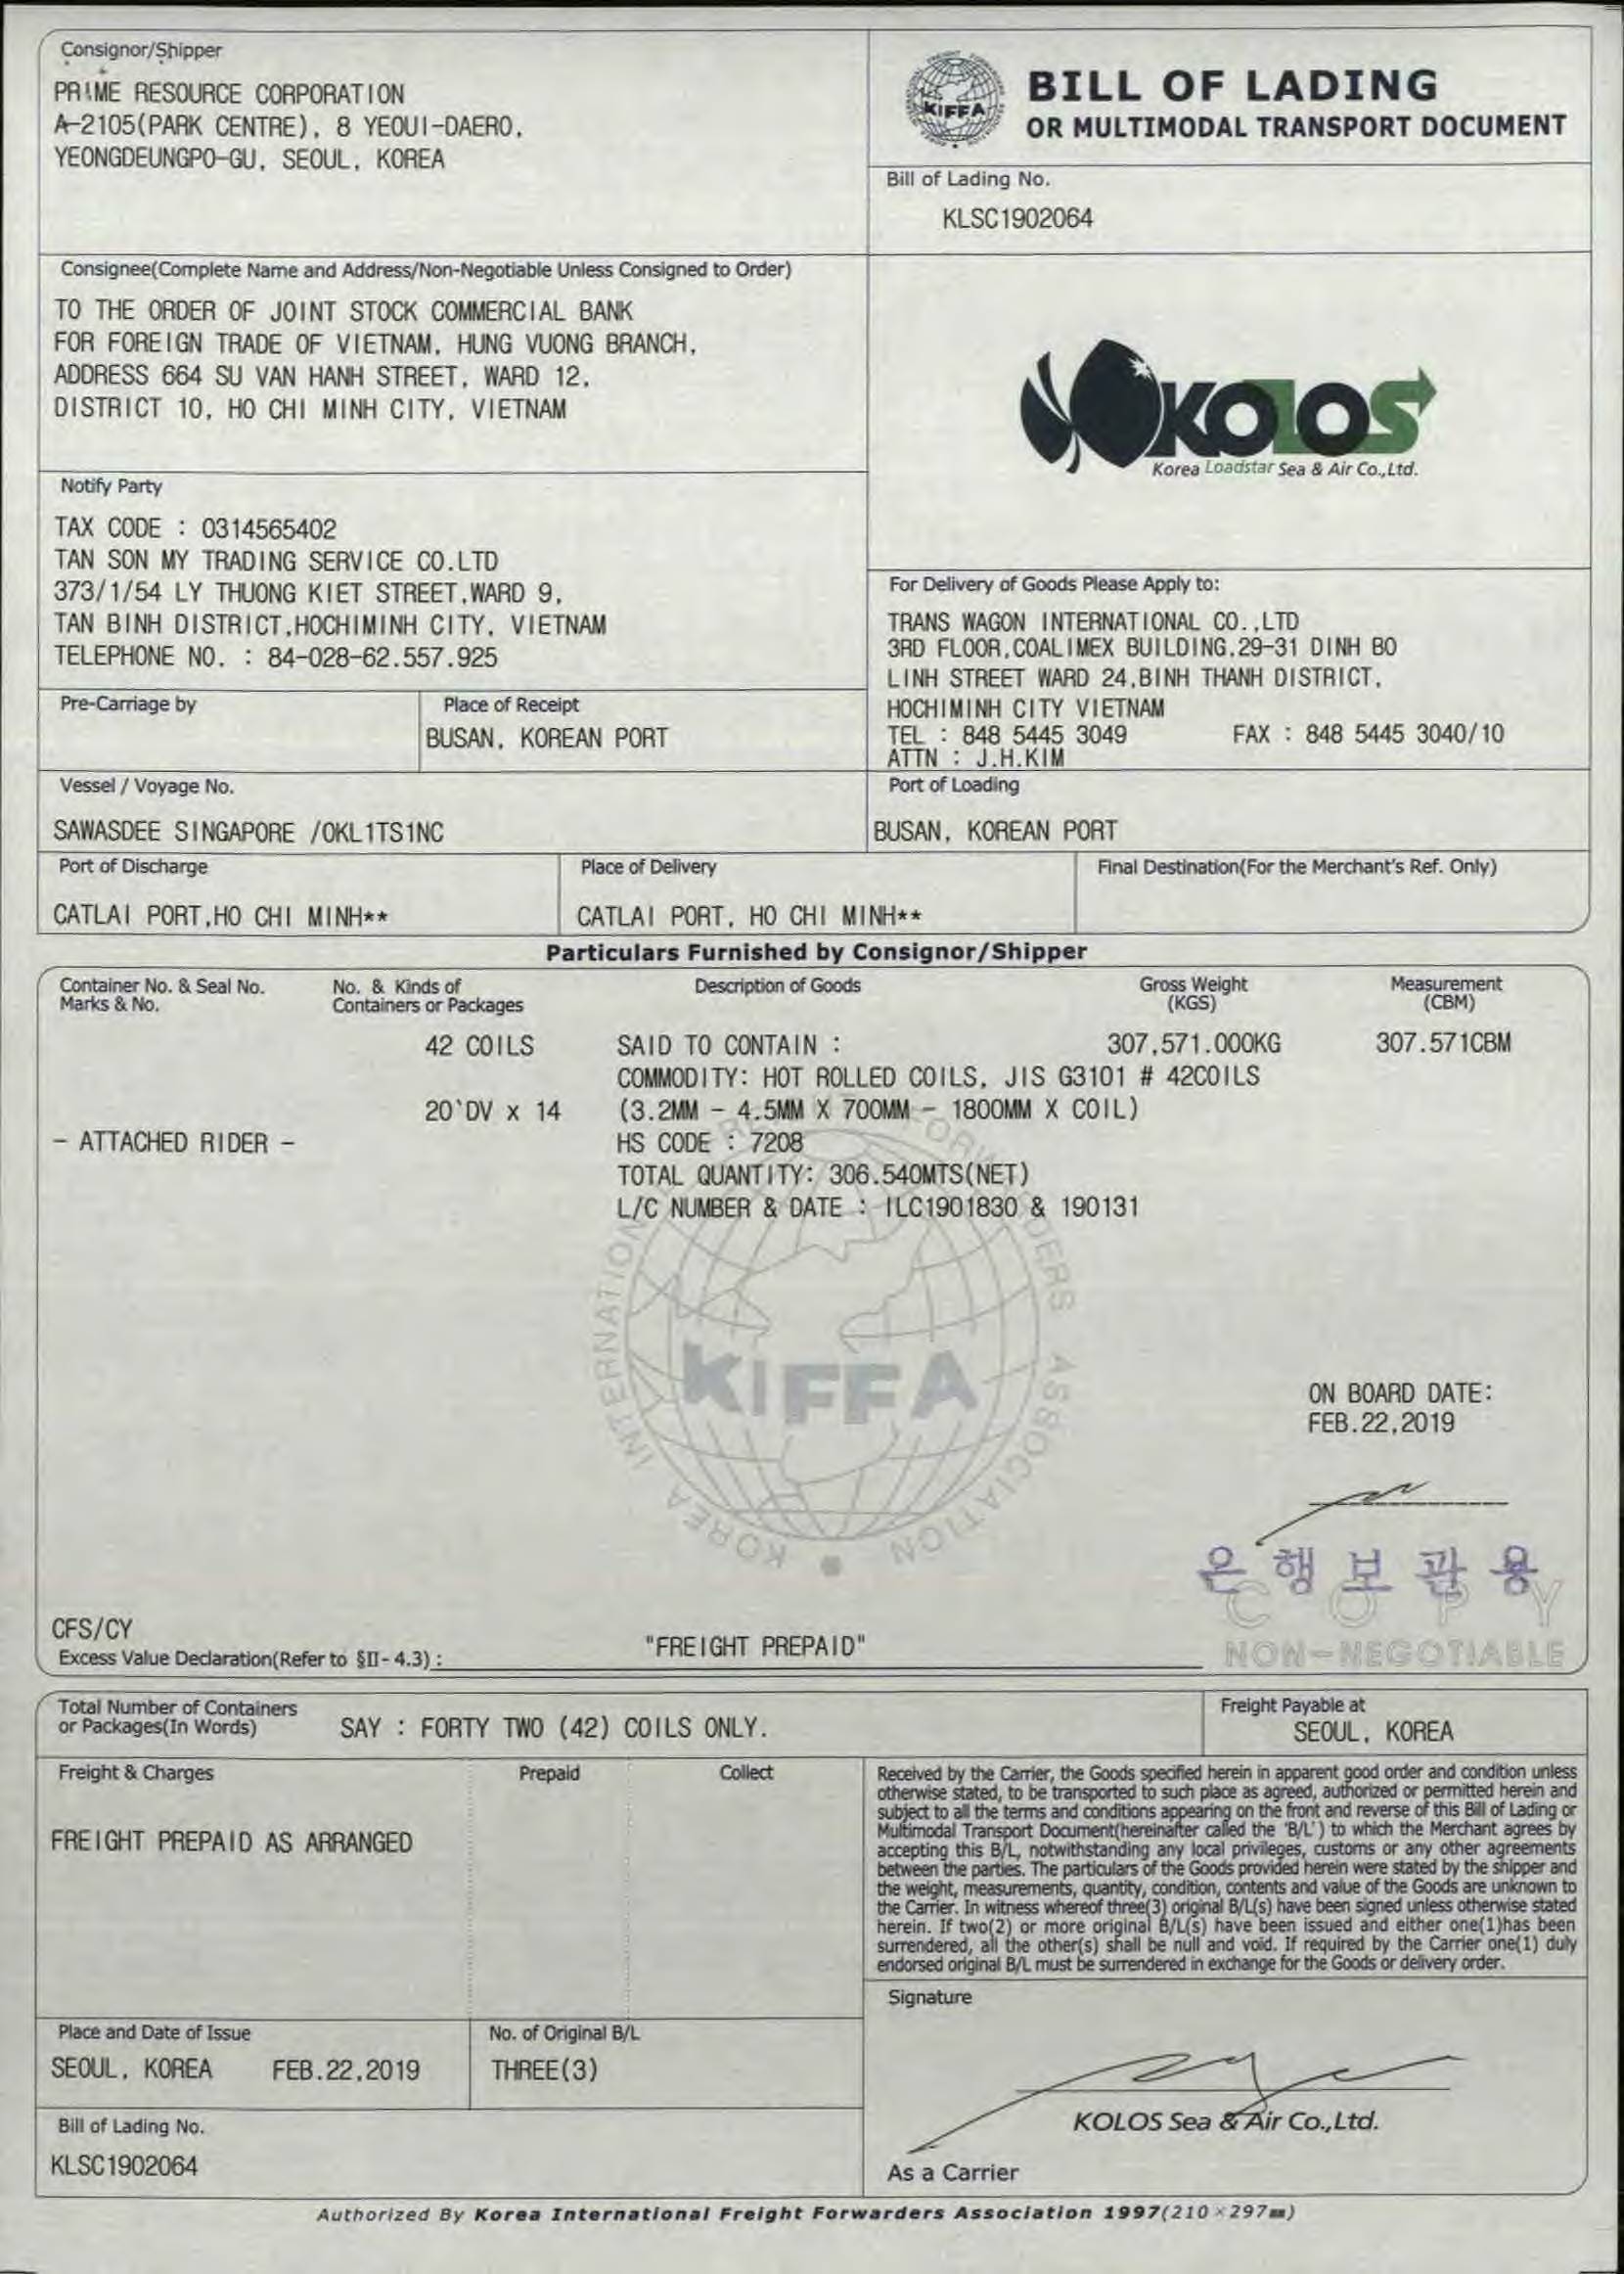 Consignor/Shipper
PRIME RESOURCE CORPORATION
A-2105(PARK CENTRE), 8 YEOUI-DAERO,
YEONGDEUNGPO-GU, SEOUL, KOREA
KIFFA
BILL OF LADING
OR MULTIMODAL TRANSPORT DOCUMENT
Bill of Lading No.
KLSC1902064
Consignee(Complete Name and Address/Non-Negotiable Unless Consigned to Order)
TO THE ORDER OF JOINT STOCK COMMERCIAL BANK
FOR FOREIGN TRADE OF VIETNAM, HUNG VUONG BRANCH,
ADDRESS 664 SU VAN HANH STREET, WARD 12,
DISTRICT 10, HO CHI MINH CITY, VIETNAM
KOLOS
Korea Loadstar Sea & Air Co.,Ltd.
Notify Party
TAX CODE : 0314565402
TAN SON MY TRADING SERVICE CO.LTD
373/1/54 LY THUONG KIET STREET,WARD 9,
TAN BINH DISTRICT,HOCHIMINH CITY, VIETNAM
TELEPHONE NO. : 84-028-62.557.925
For Delivery of Goods Please Apply to:
TRANS WAGON INTERNATIONAL CO.,LTD
3RD FLOOR,COALIMEX BUILDING,29-31 DINH BO
LINH STREET WARD 24,BINH THANH DISTRICT,
HOCHIMINH CITY VIETNAM
TEL : 848 5445 3049 FAX : 848 5445 3040/10
ATTN : J.H.KIM
Pre-Carriage by
Place of Receipt
BUSAN, KOREAN PORT
Vessel / Voyage No.
SAWASDEE SINGAPORE /OKL1TS1NC
Port of Loading
BUSAN, KOREAN PORT
Port of Discharge
CATLAI PORT,HO CHI MINH**
Place of Delivery
CATLAI PORT, HO CHI MINH**
Final Destination(For the Merchant's Ref. Only)
Particulars Furnished by Consignor/Shipper
Container No. & Seal No.
Marks & No.
No. & Kinds of
Containers or Packages
Description of Goods
Gross Weight
(KGS)
Measurement
(CBM)
42 COILS SAID TO CONTAIN : 307,571.000KG 307.571CBM
COMMODITY: HOT ROLLED COILS, JIS G3101 # 42COILS
20`DV x 14 (3.2MM - 4.5MM X 700MM - 1800MM X COIL)
- ATTACHED RIDER - HS CODE : 7208
TOTAL QUANTITY: 306.540MTS(NET)
L/C NUMBER & DATE : ILC1901830 & 190131
KIFFA
KOREA INTERNATIONAL FREIGHT FORWARDERS ASSOCIATION
ON BOARD DATE:
FEB.22,2019
은행보관용
COPY
NON-NEGOTIABLE
CFS/CY
"FREIGHT PREPAID"
Excess Value Declaration(Refer to §II- 4.3) :
Total Number of Containers
or Packages(In Words)
SAY : FORTY TWO (42) COILS ONLY.
Freight Payable at
SEOUL, KOREA
Freight & Charges Prepaid Collect
FREIGHT PREPAID AS ARRANGED
Received by the Carrier, the Goods specified herein in apparent good order and condition unless
otherwise stated, to be transported to such place as agreed, authorized or permitted herein and
subject to all the terms and conditions appearing on the front and reverse of this Bill of Lading or
Multimodal Transport Document(hereinafter called the 'B/L') to which the Merchant agrees by
accepting this B/L, notwithstanding any local privileges, customs or any other agreements
between the parties. The particulars of the Goods provided herein were stated by the shipper and
the weight, measurements, quantity, condition, contents and value of the Goods are unknown to
the Carrier. In witness whereof three(3) original B/L(s) have been signed unless otherwise stated
herein. If two(2) or more original B/L(s) have been issued and either one(1)has been
surrendered, all the other(s) shall be null and void. If required by the Carrier one(1) duly
endorsed original B/L must be surrendered in exchange for the Goods or delivery order.
Place and Date of Issue
SEOUL, KOREA FEB.22,2019
No. of Original B/L
THREE(3)
Signature
KOLOS Sea & Air Co.,Ltd.
As a Carrier
Bill of Lading No.
KLSC1902064
Authorized By Korea International Freight Forwarders Association 1997(210×297㎜)